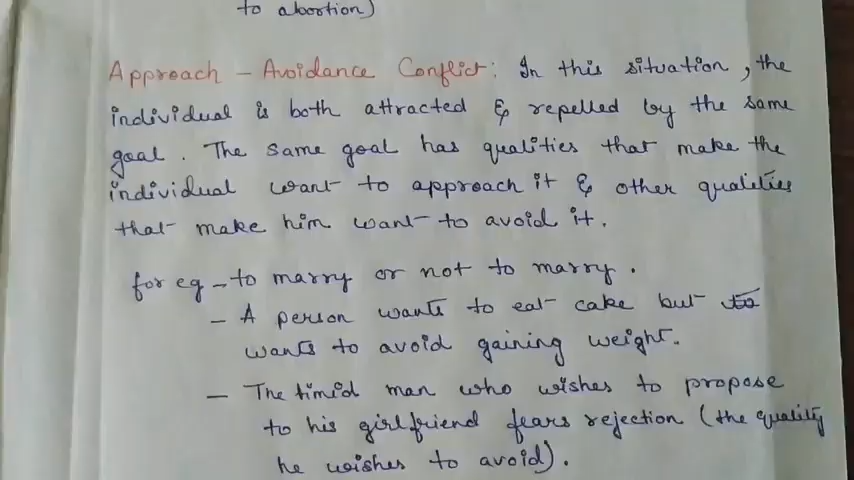 to abortion)
Approach - Avoidance Conflict: In this situation, the
individual is both attracted & repelled by the same
goal. The same goal has qualities that make the
individual want to approach it & other qualities
that make him want to avoid it.
for eg - to marry or not to marry.
- A person wants to eat cake but to
wants to avoid gaining weight.
- The timid man who wishes to propose
to his girlfriend fears rejection (the quality
he wishes to avoid).